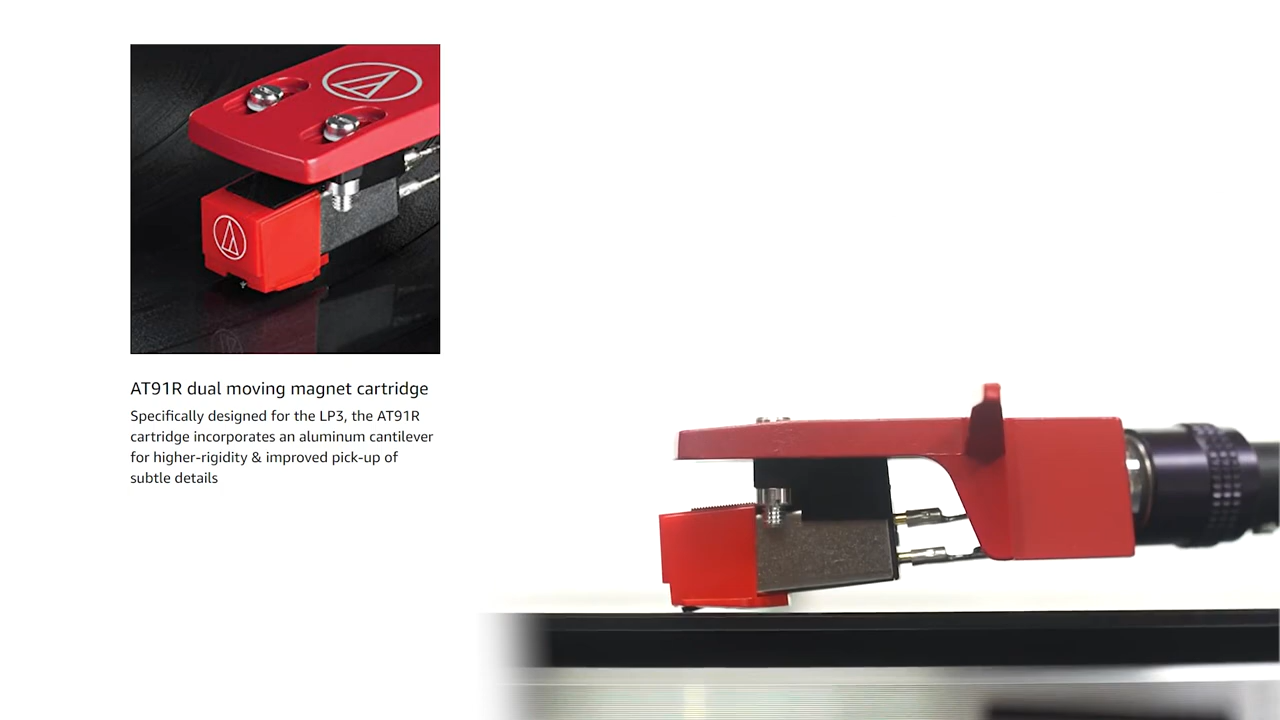 AT91R dual moving magnet cartridge
Specifically designed for the LP3, the AT91R
cartridge incorporates an aluminum cantilever
for higher-rigidity & improved pick-up of
subtle details